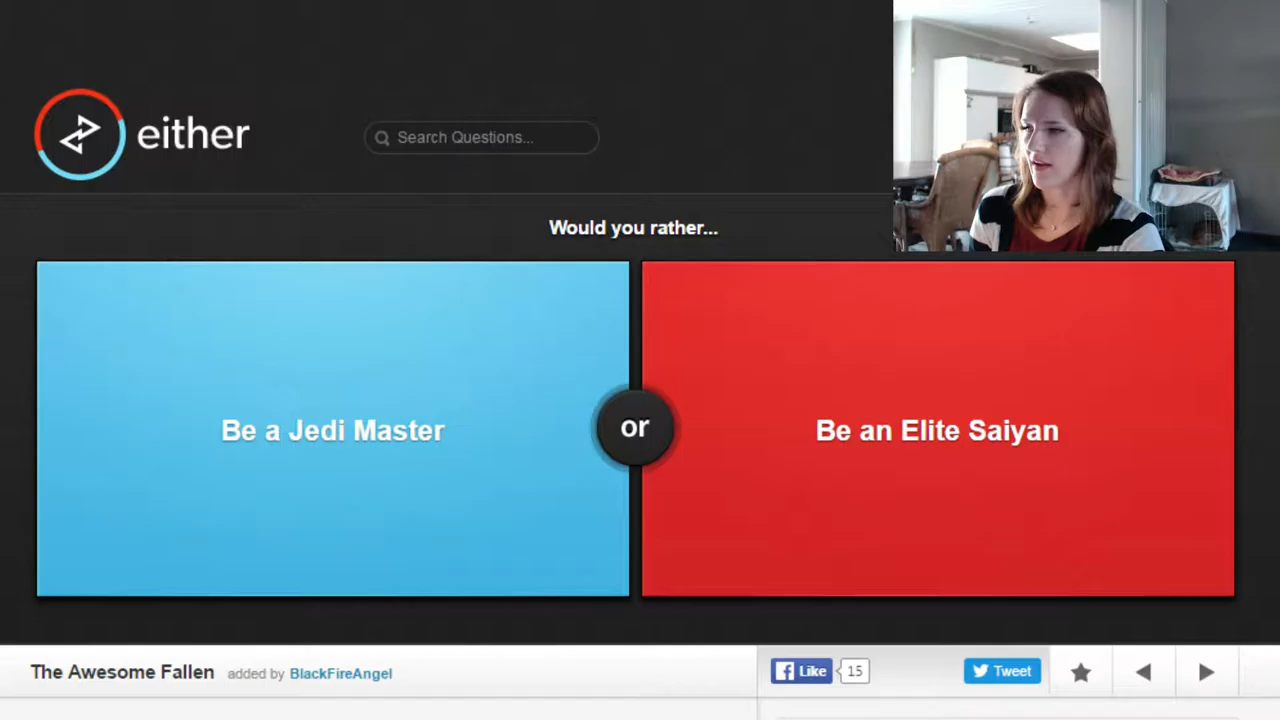 either
Search Questions...
Would you rather...
Be a Jedi Master
or
Be an Elite Saiyan
The Awesome Fallen added by BlackFireAngel
Like 15
Tweet